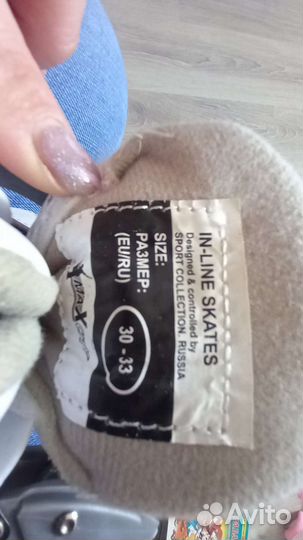 IN-LINE SKATES
Designed & controlled by
SPORT COLLECTION. RUSSIA
SIZE:
РАЗМЕР:
(EU/RU)
30 - 33
Avito